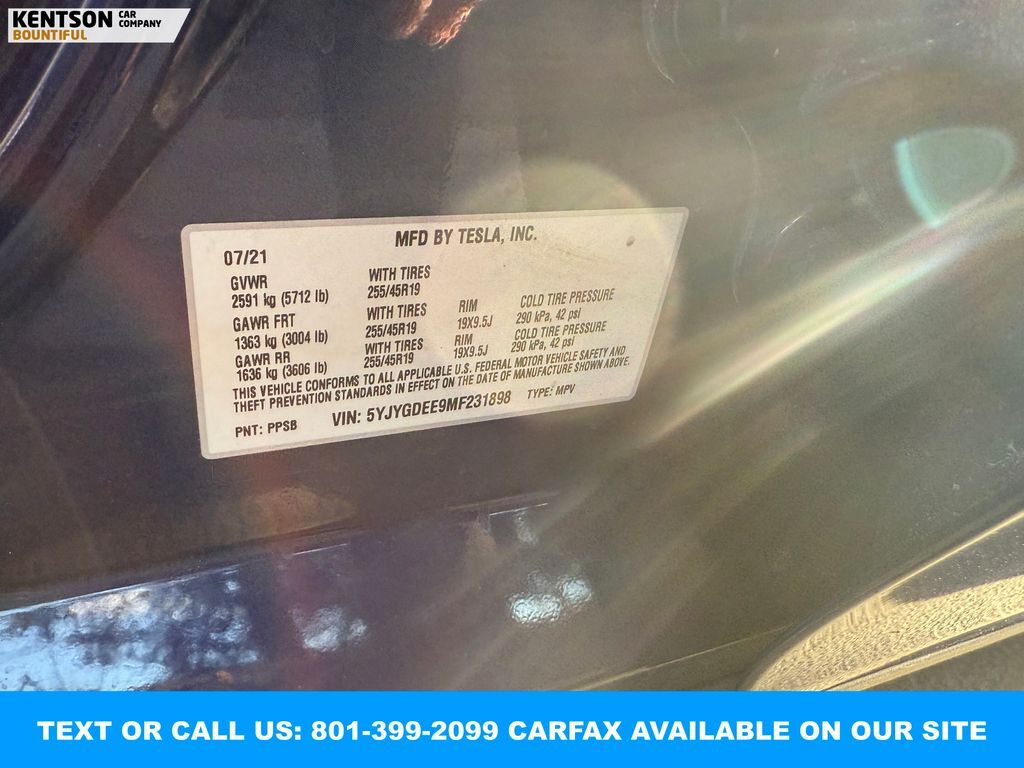 KENTSON CAR COMPANY
BOUNTIFUL
07/21 MFD BY TESLA, INC.
GVWR WITH TIRES
2591 kg (5712 lb) 255/45R19
GAWR FRT WITH TIRES RIM COLD TIRE PRESSURE
1363 kg (3004 lb) 255/45R19 19X9.5J 290 kPa, 42 psi
GAWR RR WITH TIRES RIM COLD TIRE PRESSURE
1636 kg (3606 lb) 255/45R19 19X9.5J 290 kPa, 42 psi
THIS VEHICLE CONFORMS TO ALL APPLICABLE U.S. FEDERAL MOTOR VEHICLE SAFETY AND
THEFT PREVENTION STANDARDS IN EFFECT ON THE DATE OF MANUFACTURE SHOWN ABOVE.
PNT: PPSB VIN: 5YJYGDEE9MF231898 TYPE: MPV
TEXT OR CALL US: 801-399-2099 CARFAX AVAILABLE ON OUR SITE